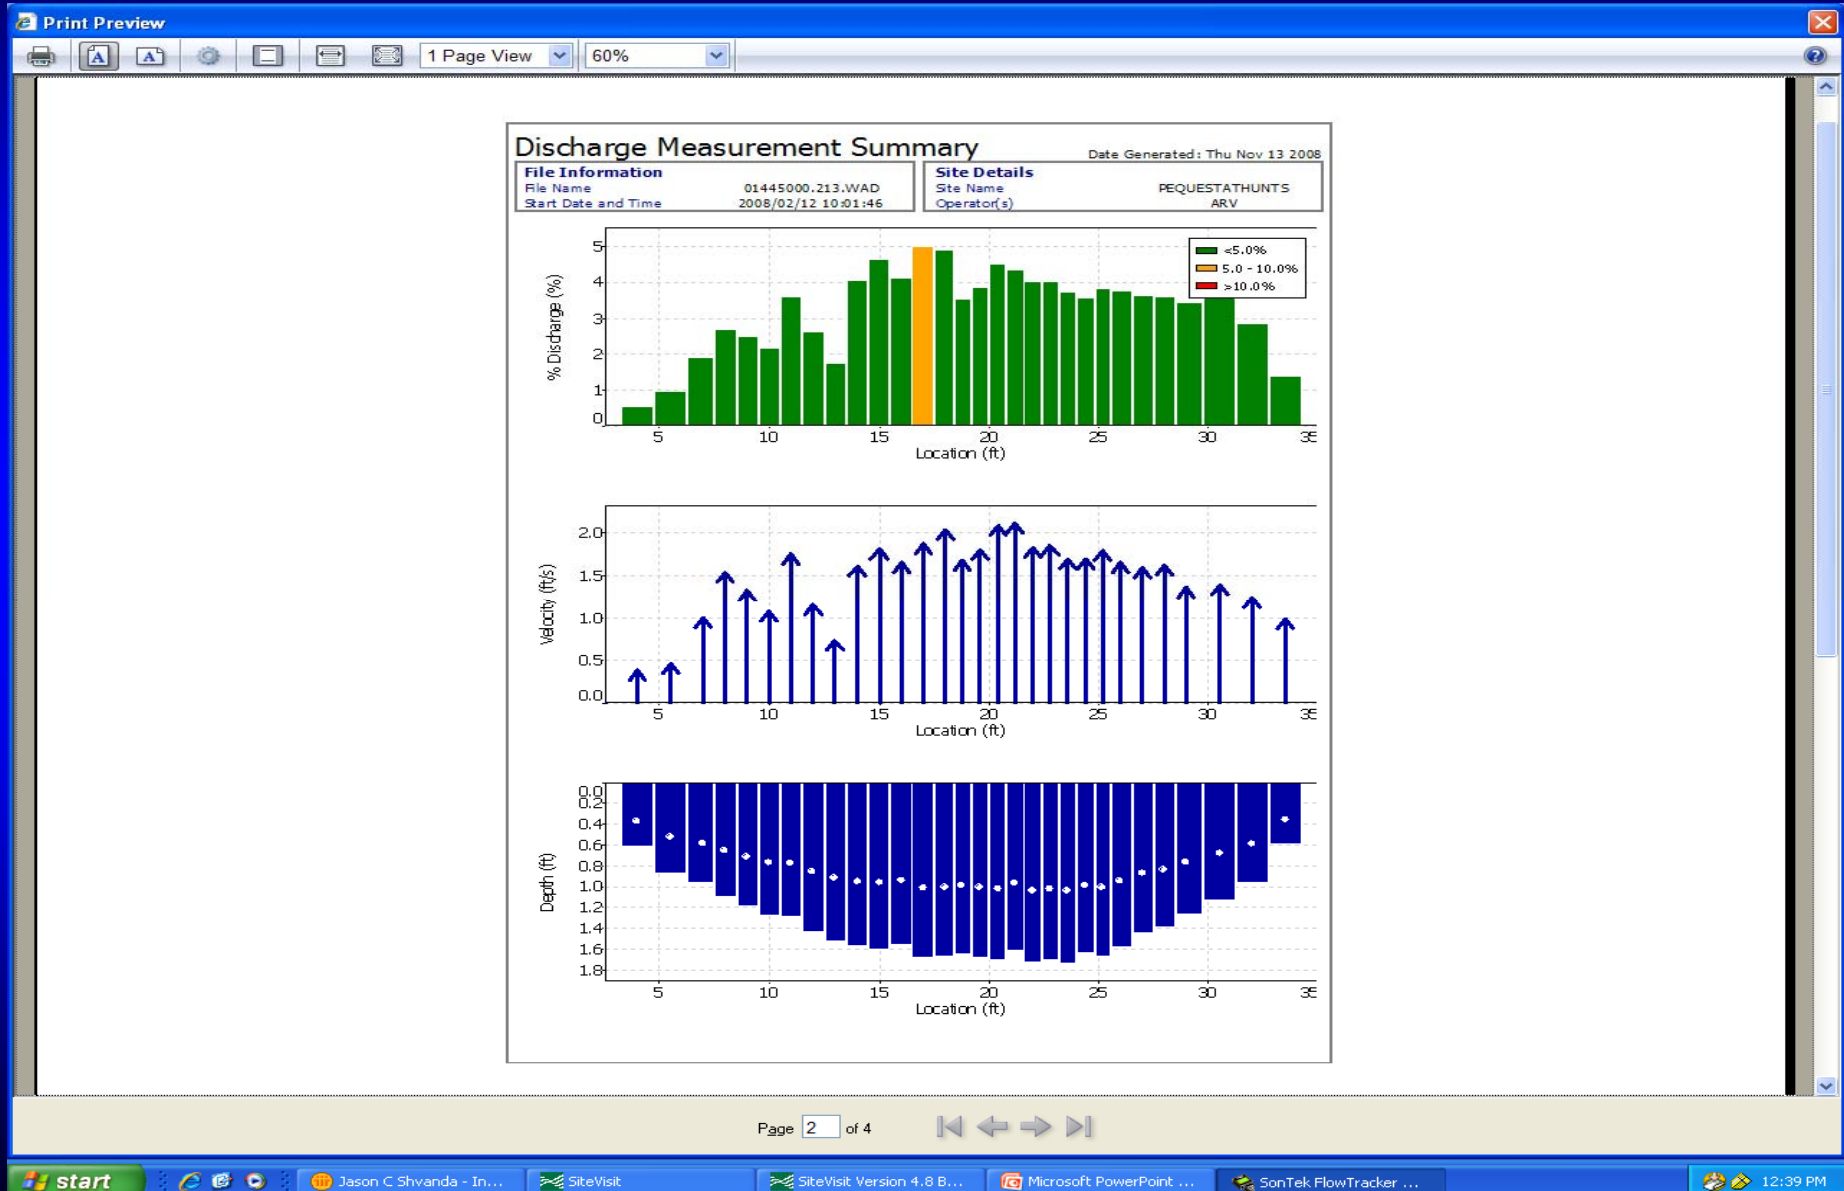 Print Preview
1 Page View 60%
Discharge Measurement Summary
Date Generated: Thu Nov 13 2008
File Information
File Name 01445000.213.WAD
Start Date and Time 2008/02/12 10:01:46
Site Details
Site Name PEQUESTATHUNTS
Operator(s) ARV
% Discharge (%)
5
4
3
2
1
0
<5.0%
5.0 - 10.0%
>10.0%
5 10 15 20 25 30 35
Location (ft)
Velocity (ft/s)
2.0
1.5
1.0
0.5
0.0
5 10 15 20 25 30 35
Location (ft)
Depth (ft)
0.0
0.2
0.4
0.6
0.8
1.0
1.2
1.4
1.6
1.8
5 10 15 20 25 30 35
Location (ft)
Page 2 of 4
start Jason C Shvanda - In... SiteVisit SiteVisit Version 4.8 B... Microsoft PowerPoint ... SonTek FlowTracker ... 12:39 PM